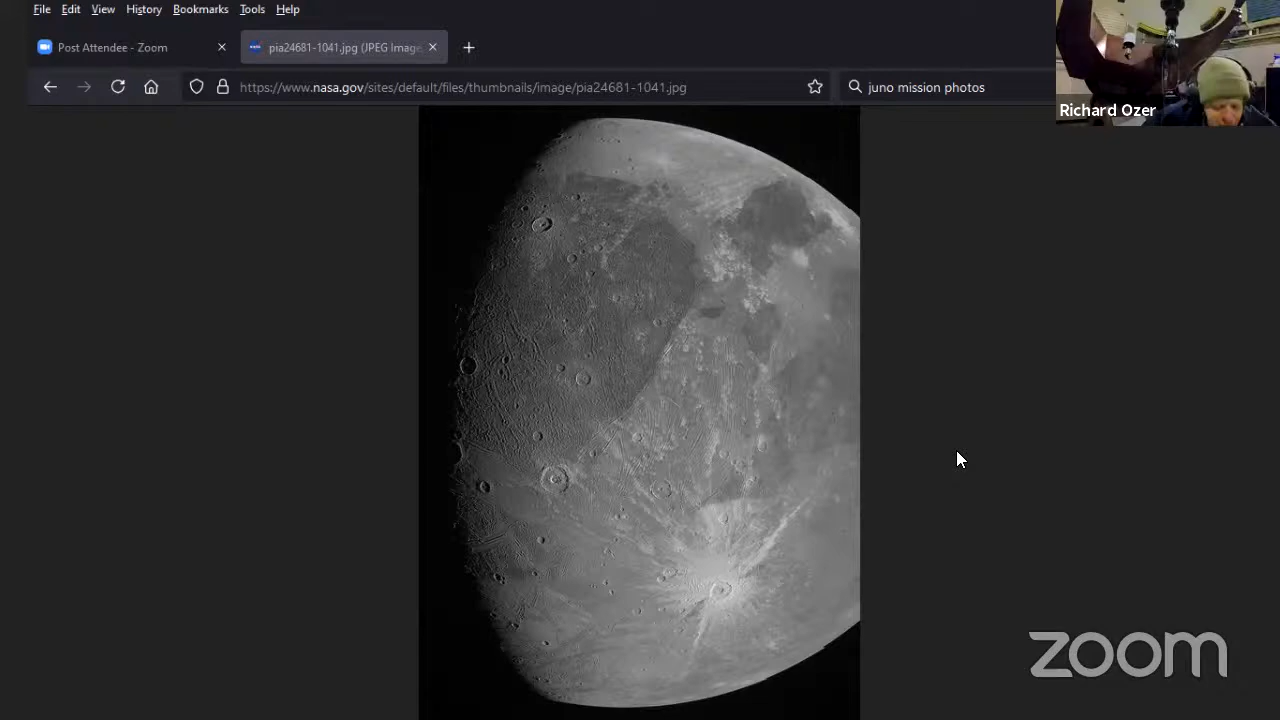 File Edit View History Bookmarks Tools Help
Post Attendee - Zoom
pia24681-1041.jpg (JPEG Image,
https://www.nasa.gov/sites/default/files/thumbnails/image/pia24681-1041.jpg
juno mission photos
Richard Ozer
zoom